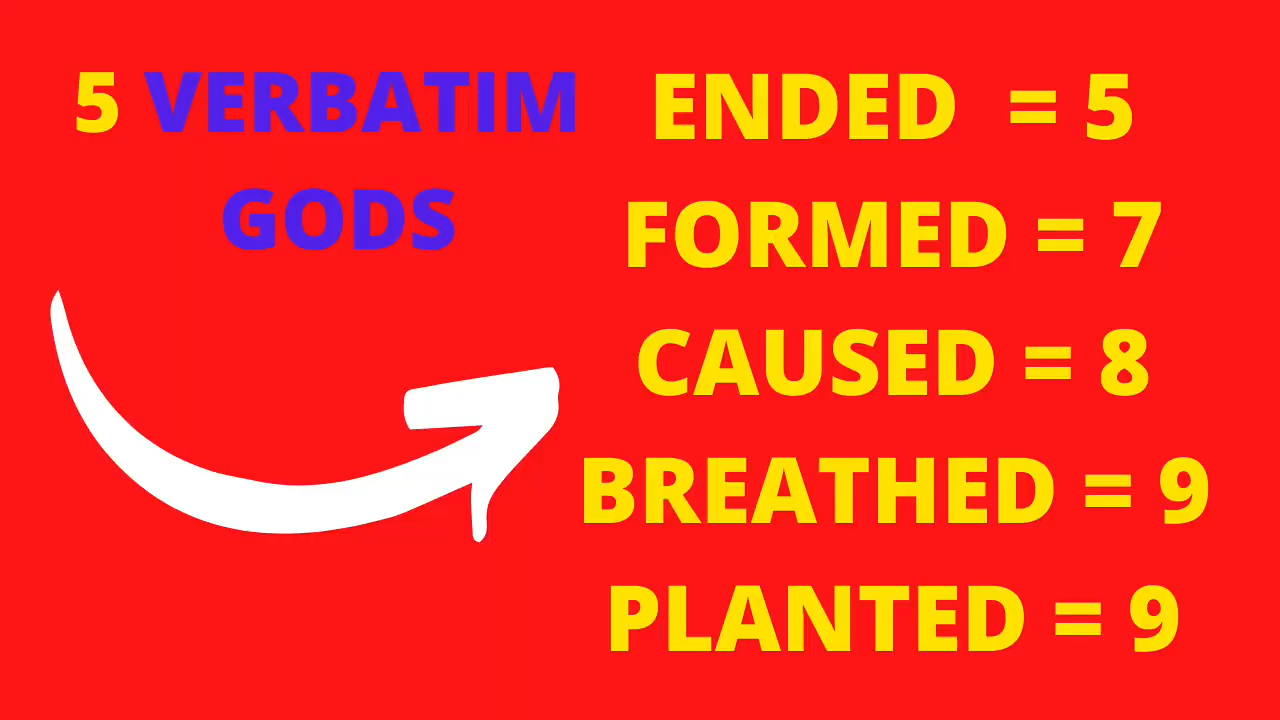 5 VERBATIM
GODS
ENDED = 5
FORMED = 7
CAUSED = 8
BREATHED = 9
PLANTED = 9